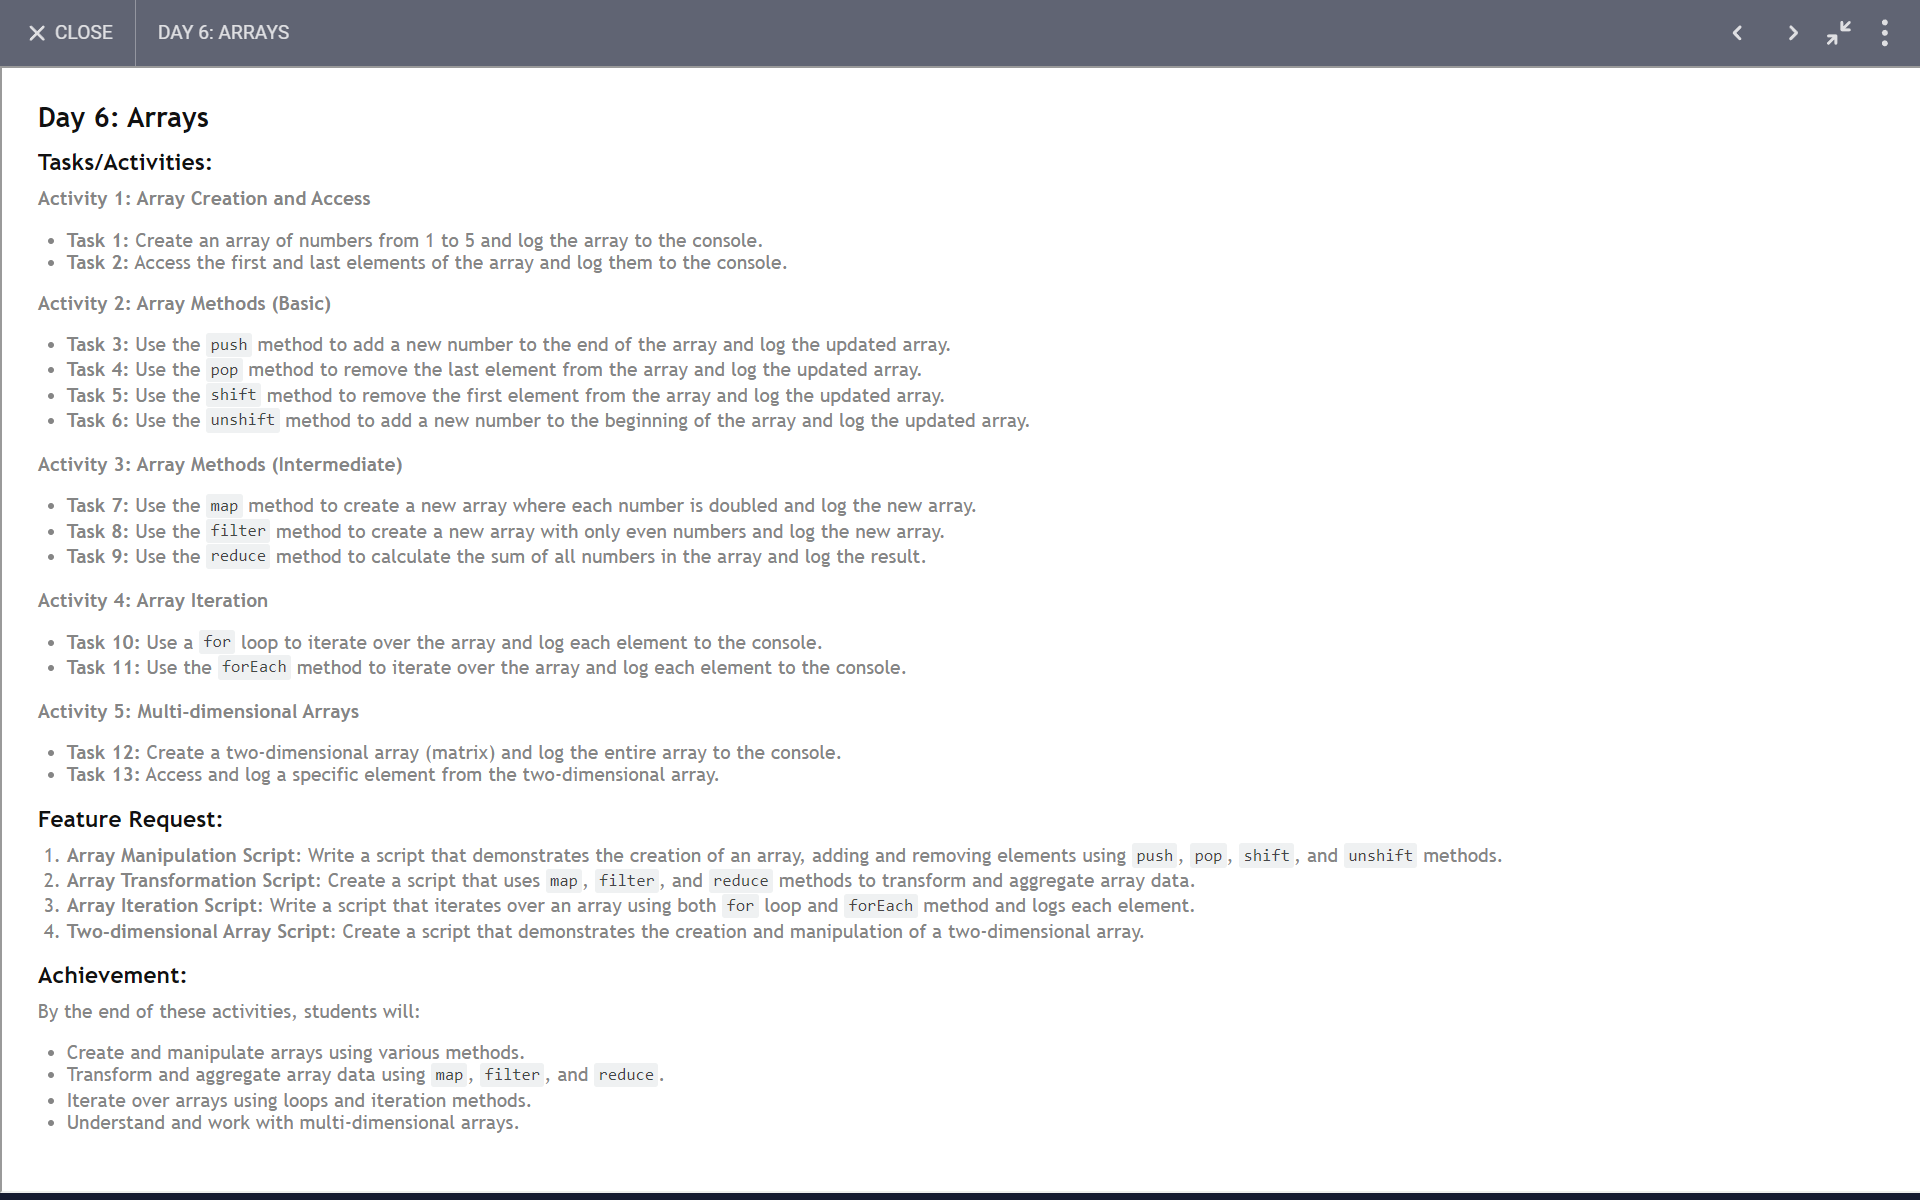 CLOSE
DAY 6: ARRAYS
Day 6: Arrays
Tasks/Activities:
Activity 1: Array Creation and Access
• Task 1: Create an array of numbers from 1 to 5 and log the array to the console.
• Task 2: Access the first and last elements of the array and log them to the console.
Activity 2: Array Methods (Basic)
• Task 3: Use the push method to add a new number to the end of the array and log the updated array.
• Task 4: Use the pop method to remove the last element from the array and log the updated array.
• Task 5: Use the shift method to remove the first element from the array and log the updated array.
• Task 6: Use the unshift method to add a new number to the beginning of the array and log the updated array.
Activity 3: Array Methods (Intermediate)
• Task 7: Use the map method to create a new array where each number is doubled and log the new array.
• Task 8: Use the filter method to create a new array with only even numbers and log the new array.
• Task 9: Use the reduce method to calculate the sum of all numbers in the array and log the result.
Activity 4: Array Iteration
• Task 10: Use a for loop to iterate over the array and log each element to the console.
• Task 11: Use the forEach method to iterate over the array and log each element to the console.
Activity 5: Multi-dimensional Arrays
• Task 12: Create a two-dimensional array (matrix) and log the entire array to the console.
• Task 13: Access and log a specific element from the two-dimensional array.
Feature Request:
1. Array Manipulation Script: Write a script that demonstrates the creation of an array, adding and removing elements using push, pop, shift, and unshift methods.
2. Array Transformation Script: Create a script that uses map, filter, and reduce methods to transform and aggregate array data.
3. Array Iteration Script: Write a script that iterates over an array using both for loop and forEach method and logs each element.
4. Two-dimensional Array Script: Create a script that demonstrates the creation and manipulation of a two-dimensional array.
Achievement:
By the end of these activities, students will:
• Create and manipulate arrays using various methods.
• Transform and aggregate array data using map, filter, and reduce.
• Iterate over arrays using loops and iteration methods.
• Understand and work with multi-dimensional arrays.